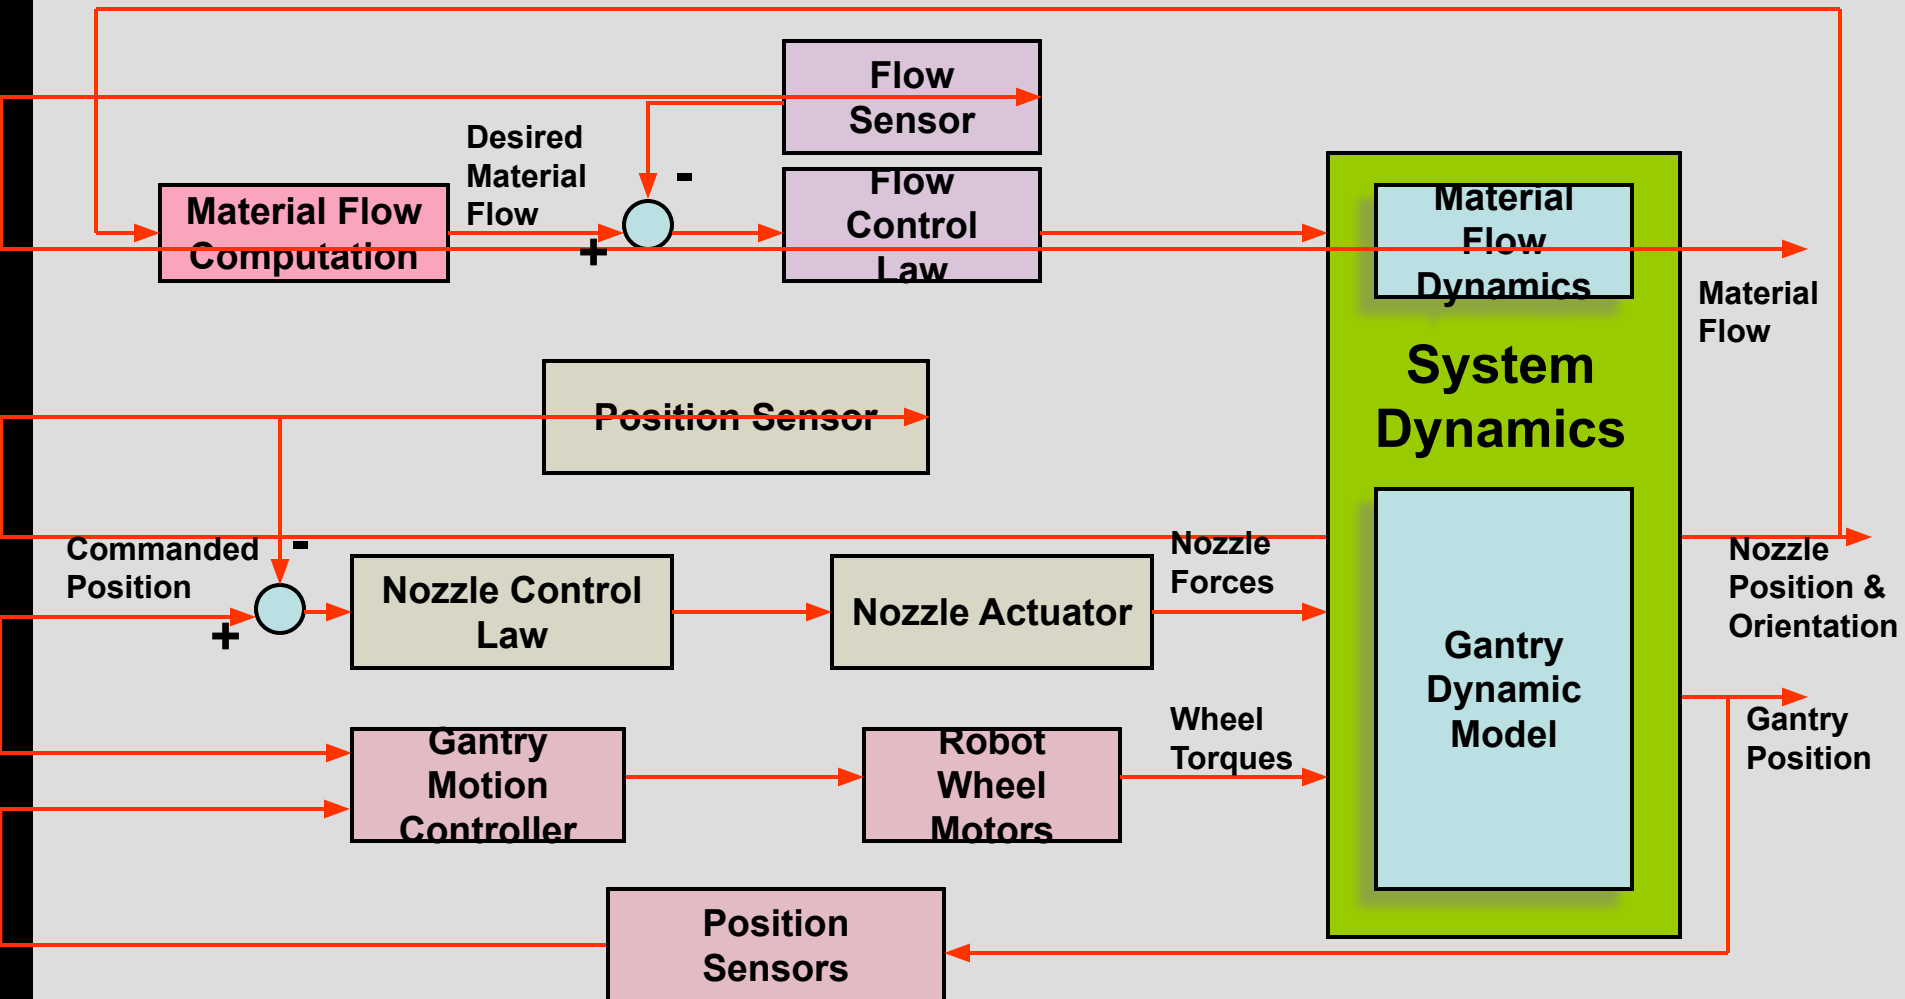 Flow
Sensor
Desired
Material
Flow
-
+
Material Flow
Computation
Flow
Control
Law
Material
Flow
Dynamics
Material
Flow
System
Dynamics
Position Sensor
Commanded
Position
-
+
Nozzle Control
Law
Nozzle Actuator
Nozzle
Forces
Nozzle
Position &
Orientation
Gantry
Dynamic
Model
Gantry
Motion
Controller
Robot
Wheel
Motors
Wheel
Torques
Gantry
Position
Position
Sensors